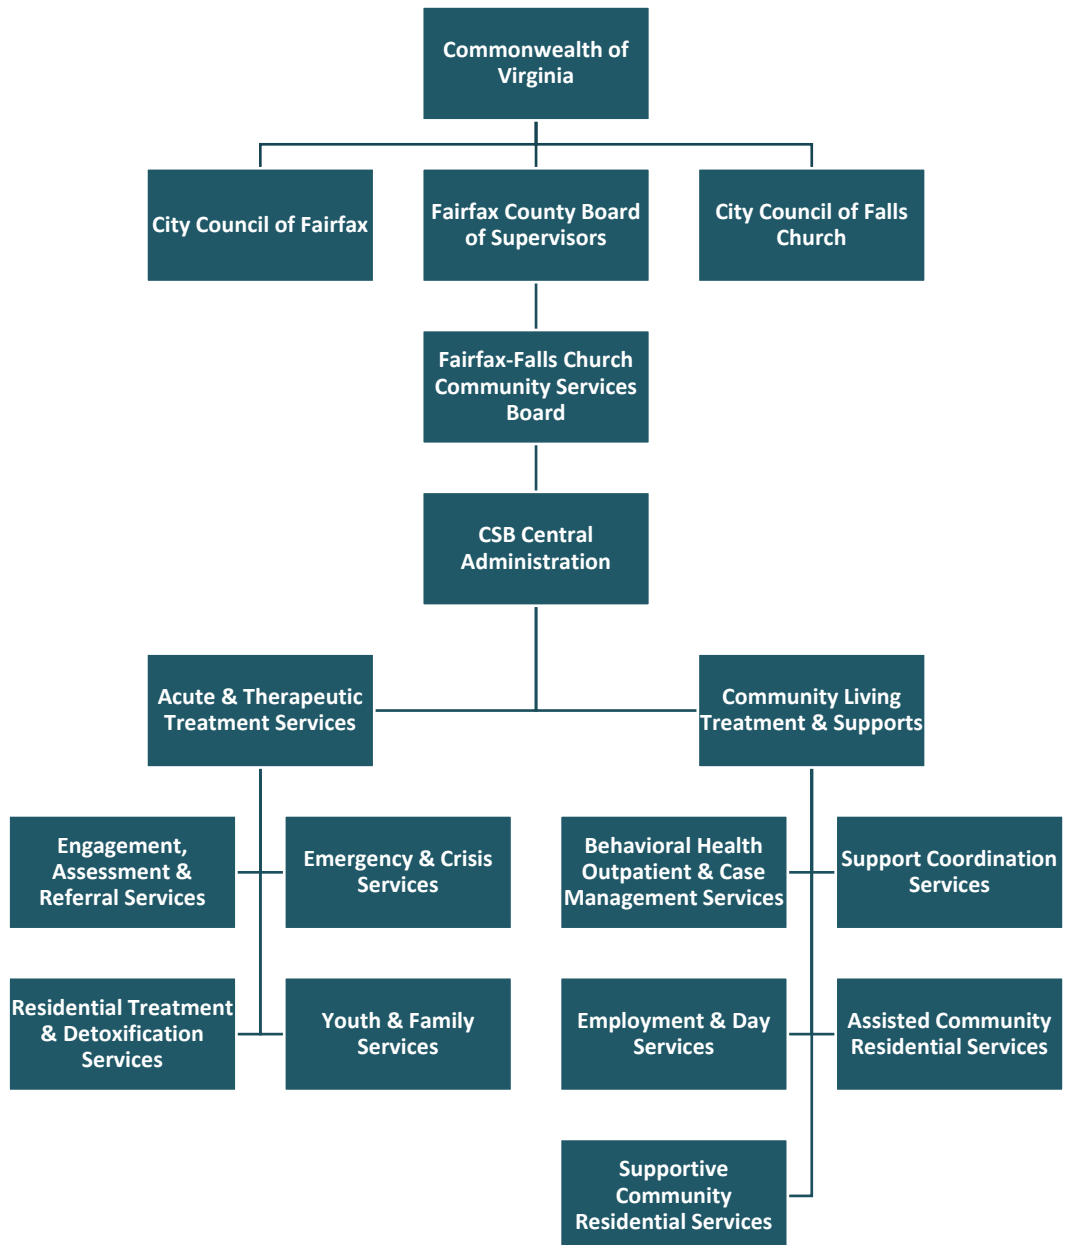 Commonwealth of
Virginia
City Council of Fairfax
Fairfax County Board
of Supervisors
City Council of Falls
Church
Fairfax-Falls Church
Community Services
Board
CSB Central
Administration
Acute & Therapeutic
Treatment Services
Community Living
Treatment & Supports
Engagement,
Assessment &
Referral Services
Emergency & Crisis
Services
Behavioral Health
Outpatient & Case
Management Services
Support Coordination
Services
Residential Treatment
& Detoxification
Services
Youth & Family
Services
Employment & Day
Services
Assisted Community
Residential Services
Supportive
Community
Residential Services